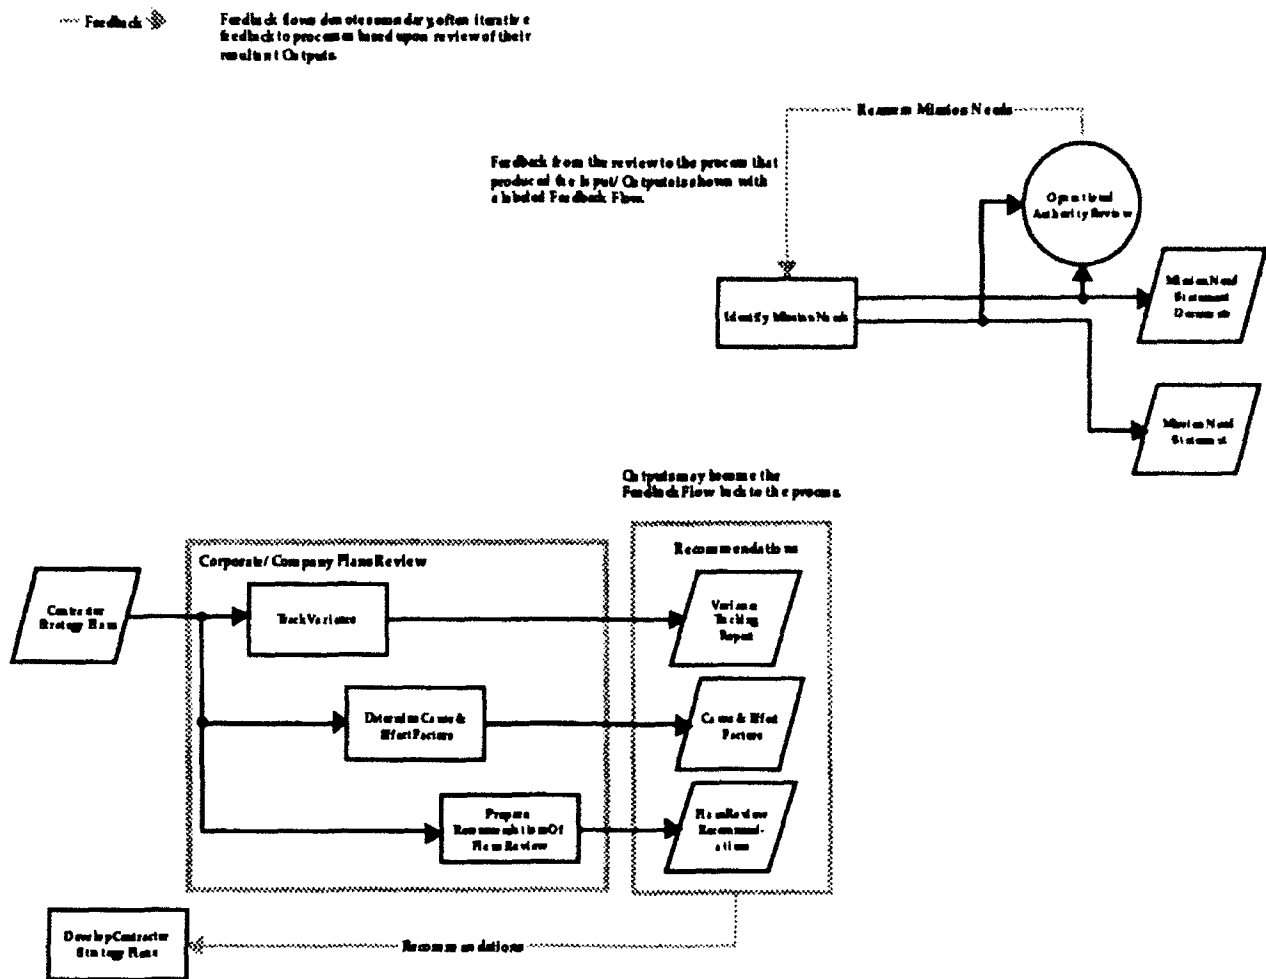 Feedback
Feedback flows denote secondary, often iterative
feedback to processes based upon review of their
resultant Outputs.
Reassess Mission Needs
Feedback from the review to the process that
produced the Input/ Outputs is shown with
a labeled Feedback Flow.
Operational
Authority Review
Identify Mission Needs
Mission Need
Statement
Documents
Mission Need
Statement
Outputs may become the
Feedback Flow back to the process.
Corporate/ Company Plans Review
Recommendations
Contractor
Strategy Plans
Track Variance
Variance
Tracking
Report
Determine Cause &
Effect Factors
Cause & Effect
Factors
Prepare
Of
Plans Review
Plans Review
Recommend-
ations
Develop Contractor
Strategy Plans
Recommendations